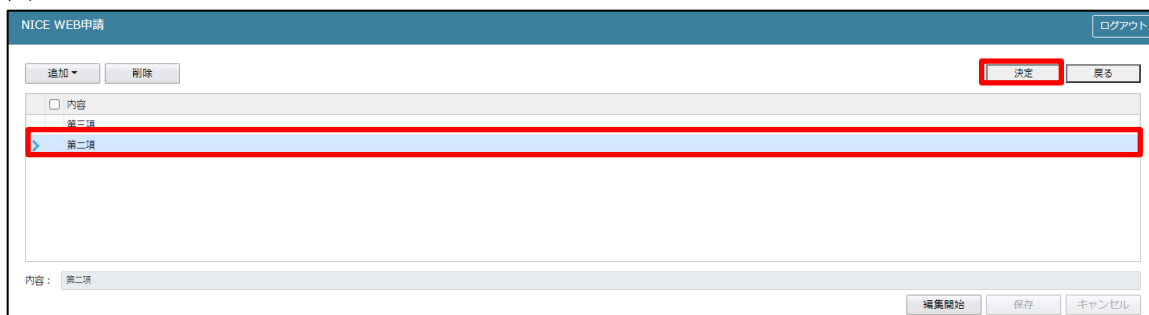 NICE WEB申請 ログアウト
追加 削除 決定 戻る
内容
第三項
第二項
内容： 第二項
編集開始 保存 キャンセル